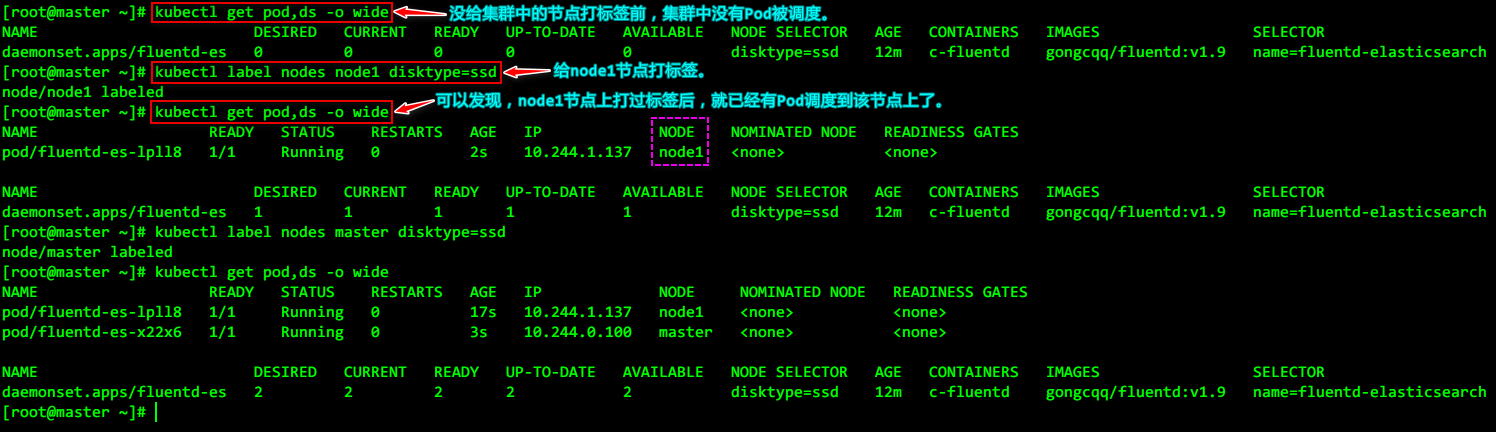 [root@master ~]# kubectl get pod,ds -o wide 没给集群中的节点打标签前，集群中没有Pod被调度。
NAME DESIRED CURRENT READY UP-TO-DATE AVAILABLE NODE SELECTOR AGE CONTAINERS IMAGES SELECTOR
daemonset.apps/fluentd-es 0 0 0 0 0 disktype=ssd 12m c-fluentd gongcqq/fluentd:v1.9 name=fluentd-elasticsearch
[root@master ~]# kubectl label nodes node1 disktype=ssd 给node1节点打标签。
node/node1 labeled
[root@master ~]# kubectl get pod,ds -o wide 可以发现，node1节点上打过标签后，就已经有Pod调度到该节点上了。
NAME READY STATUS RESTARTS AGE IP NODE NOMINATED NODE READINESS GATES
pod/fluentd-es-lpll8 1/1 Running 0 2s 10.244.1.137 node1 <none> <none>
NAME DESIRED CURRENT READY UP-TO-DATE AVAILABLE NODE SELECTOR AGE CONTAINERS IMAGES SELECTOR
daemonset.apps/fluentd-es 1 1 1 1 1 disktype=ssd 12m c-fluentd gongcqq/fluentd:v1.9 name=fluentd-elasticsearch
[root@master ~]# kubectl label nodes master disktype=ssd
node/master labeled
[root@master ~]# kubectl get pod,ds -o wide
NAME READY STATUS RESTARTS AGE IP NODE NOMINATED NODE READINESS GATES
pod/fluentd-es-lpll8 1/1 Running 0 17s 10.244.1.137 node1 <none> <none>
pod/fluentd-es-x22x6 1/1 Running 0 3s 10.244.0.100 master <none> <none>
NAME DESIRED CURRENT READY UP-TO-DATE AVAILABLE NODE SELECTOR AGE CONTAINERS IMAGES SELECTOR
daemonset.apps/fluentd-es 2 2 2 2 2 disktype=ssd 12m c-fluentd gongcqq/fluentd:v1.9 name=fluentd-elasticsearch
[root@master ~]#